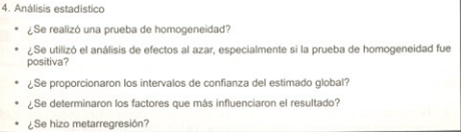 4. Análisis estadístico
• ¿Se realizó una prueba de homogeneidad?
• ¿Se utilizó el análisis de efectos al azar, especialmente si la prueba de homogeneidad fue
positiva?
• ¿Se proporcionaron los intervalos de confianza del estimado global?
• ¿Se determinaron los factores que más influenciaron el resultado?
• ¿Se hizo metarregresión?